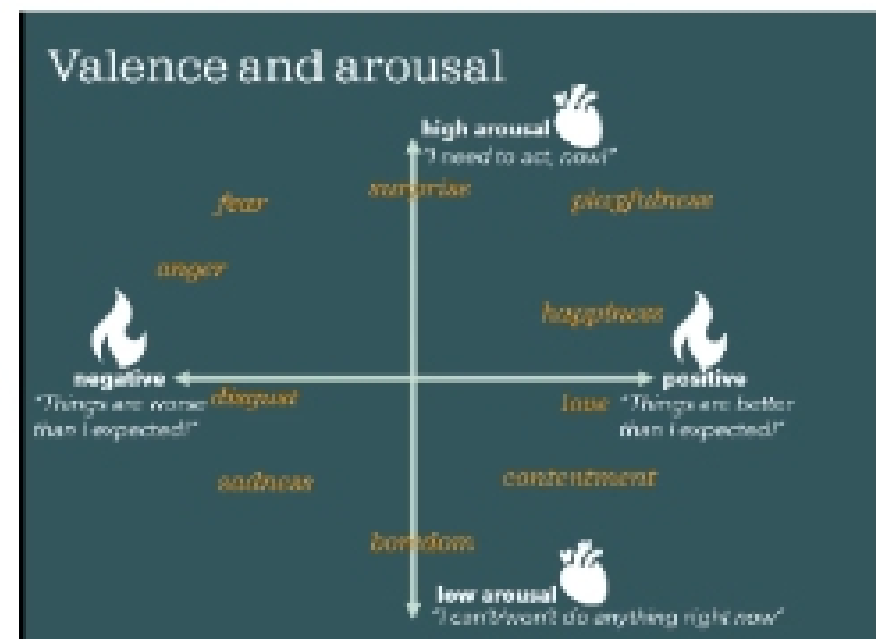 Valence and arousal
high arousal
"I need to act, now!"
surprise
fear
playfulness
anger
happiness
negative
positive
"Things are worse
than I expected!"
disgust
love
"Things are better
than I expected!"
sadness
contentment
boredom
low arousal
"I can't/won't do anything right now"